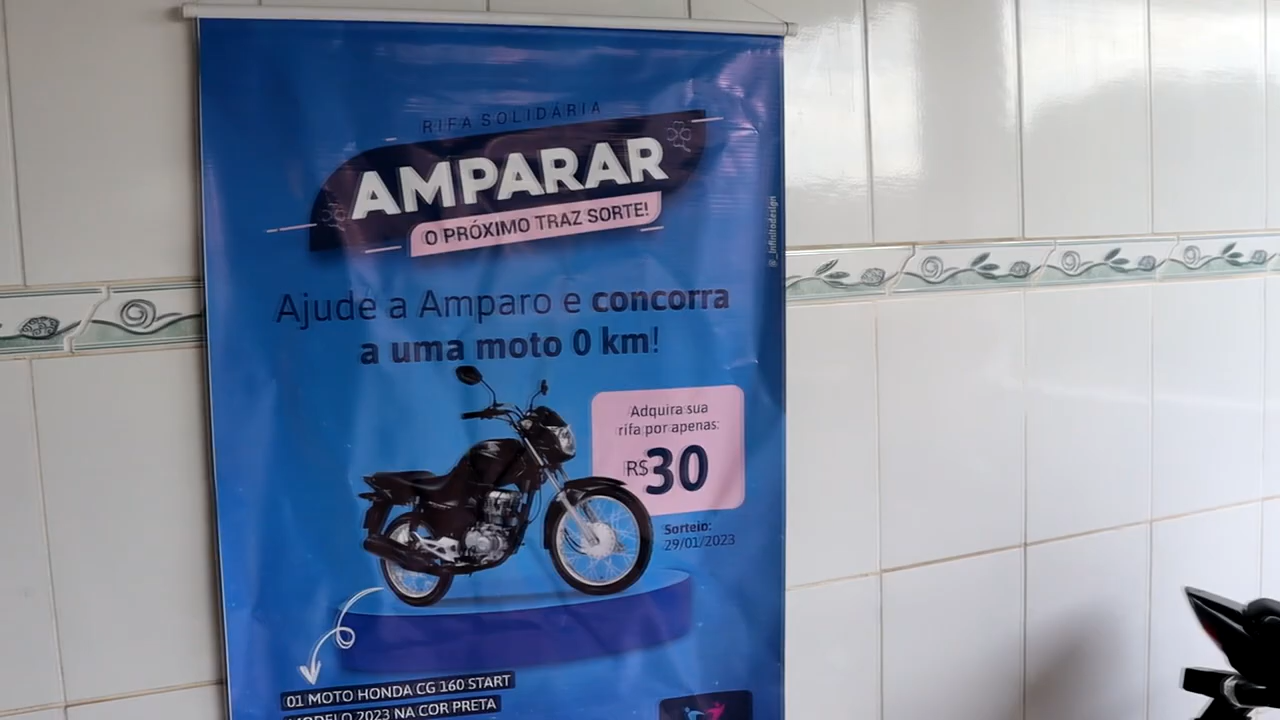 RIFA SOLIDÁRIA
AMPARAR
O PRÓXIMO TRAZ SORTE!
@_infinitodesign
Ajude a Amparo e concorra
a uma moto 0 km!
Adquira sua
rifa por apenas:
R$30
Sorteio:
29/01/2023
01 MOTO HONDA CG 160 START
MODELO 2023 NA COR PRETA